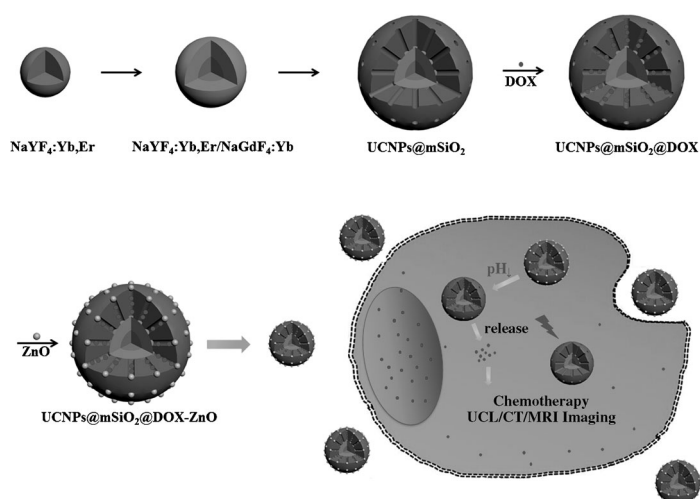 DOX
NaYF₄:Yb,Er
NaYF₄:Yb,Er/NaGdF₄:Yb
UCNPs@mSiO₂
UCNPs@mSiO₂@DOX
pH↓
release
ZnO
Chemotherapy
UCL/CT/MRI Imaging
UCNPs@mSiO₂@DOX-ZnO